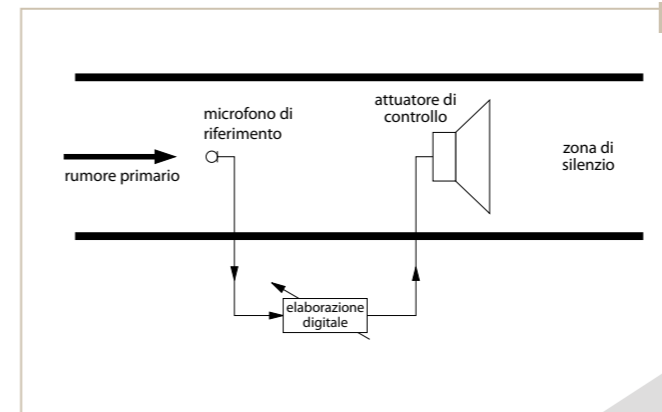 microfono di
riferimento
attuatore di
controllo
zona di
silenzio
rumore primario
elaborazione
digitale